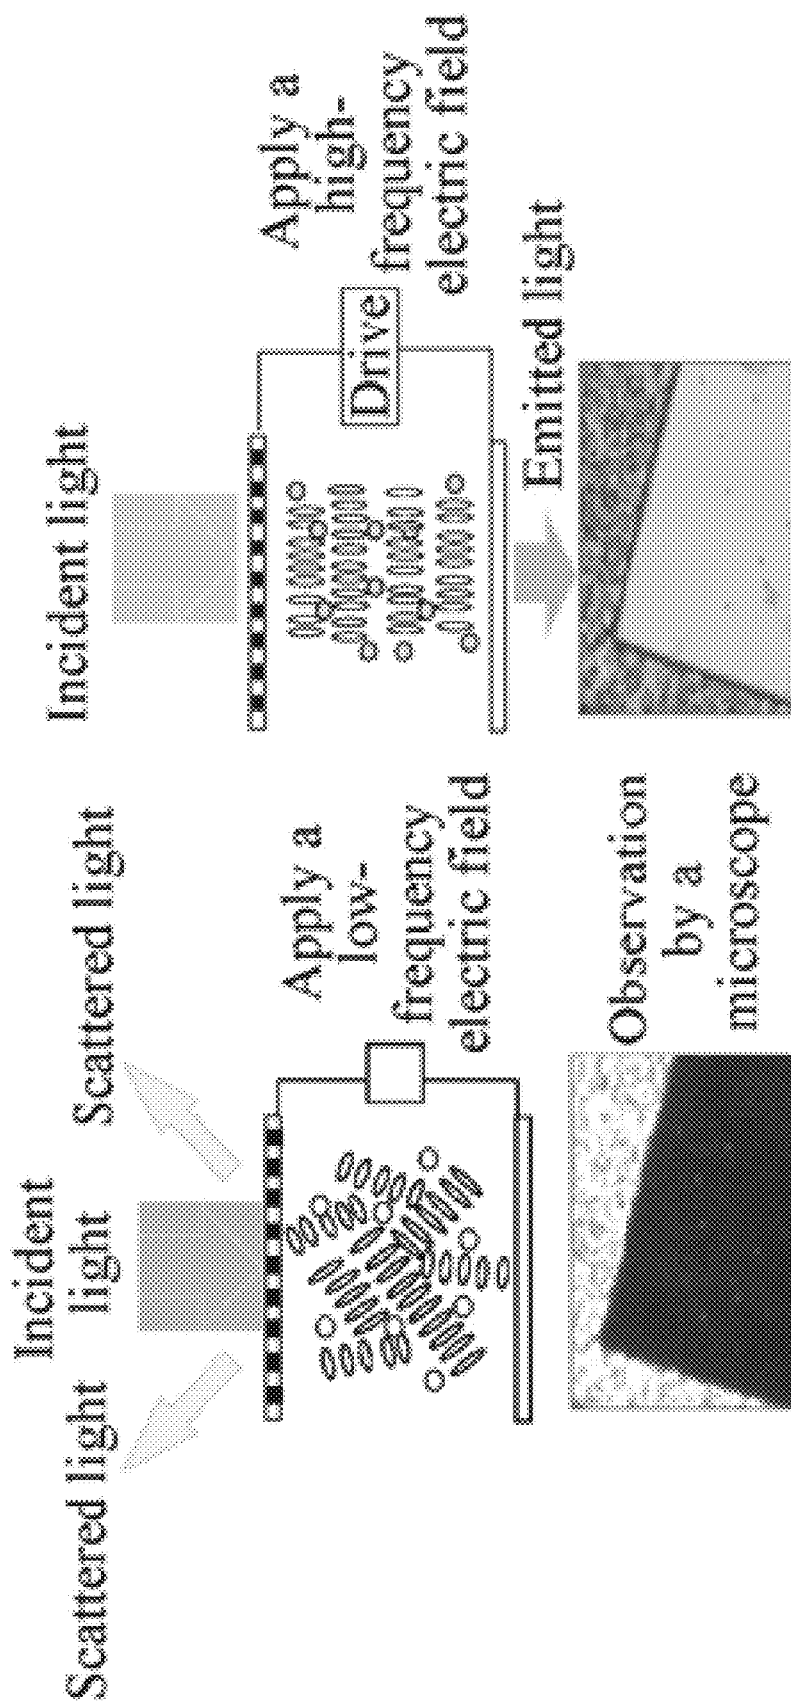 Scattered light
Incident
light
Scattered light
Apply a
low-
frequency
electric field
Observation
by a
microscope
Incident light
Drive
Apply a
high-
frequency
electric field
Emitted light